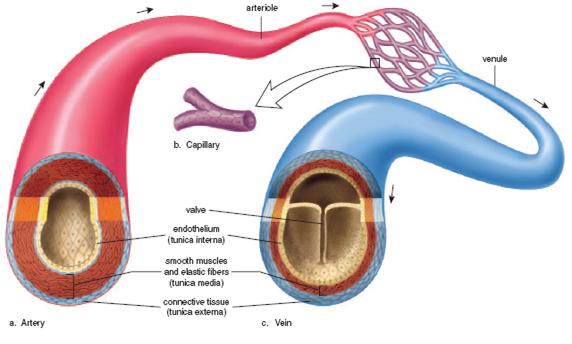 arteriole
venule
b. Capillary
valve
endothelium
(tunica interna)
smooth muscles
and elastic fibers
(tunica media)
connective tissue
(tunica externa)
a. Artery
c. Vein